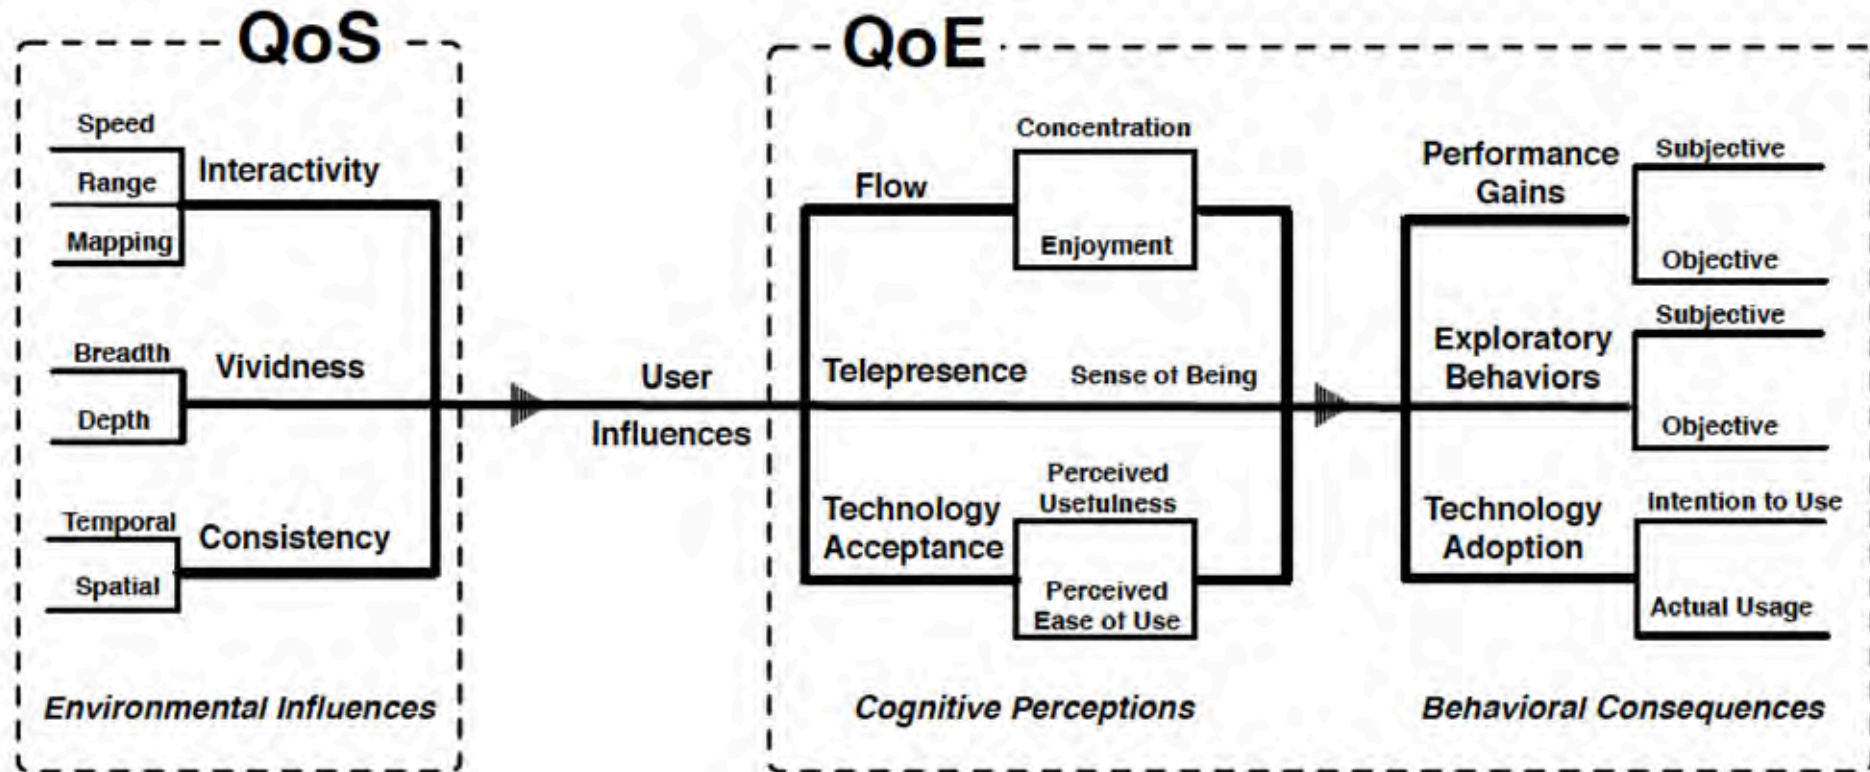 QoS
Speed
Range
Mapping
Interactivity
Breadth
Depth
Vividness
Temporal
Spatial
Consistency
Environmental Influences
User
Influences
QoE
Flow
Concentration
Enjoyment
Telepresence
Sense of Being
Technology
Acceptance
Perceived
Usefulness
Perceived
Ease of Use
Cognitive Perceptions
Performance
Gains
Subjective
Objective
Exploratory
Behaviors
Subjective
Objective
Technology
Adoption
Intention to Use
Actual Usage
Behavioral Consequences